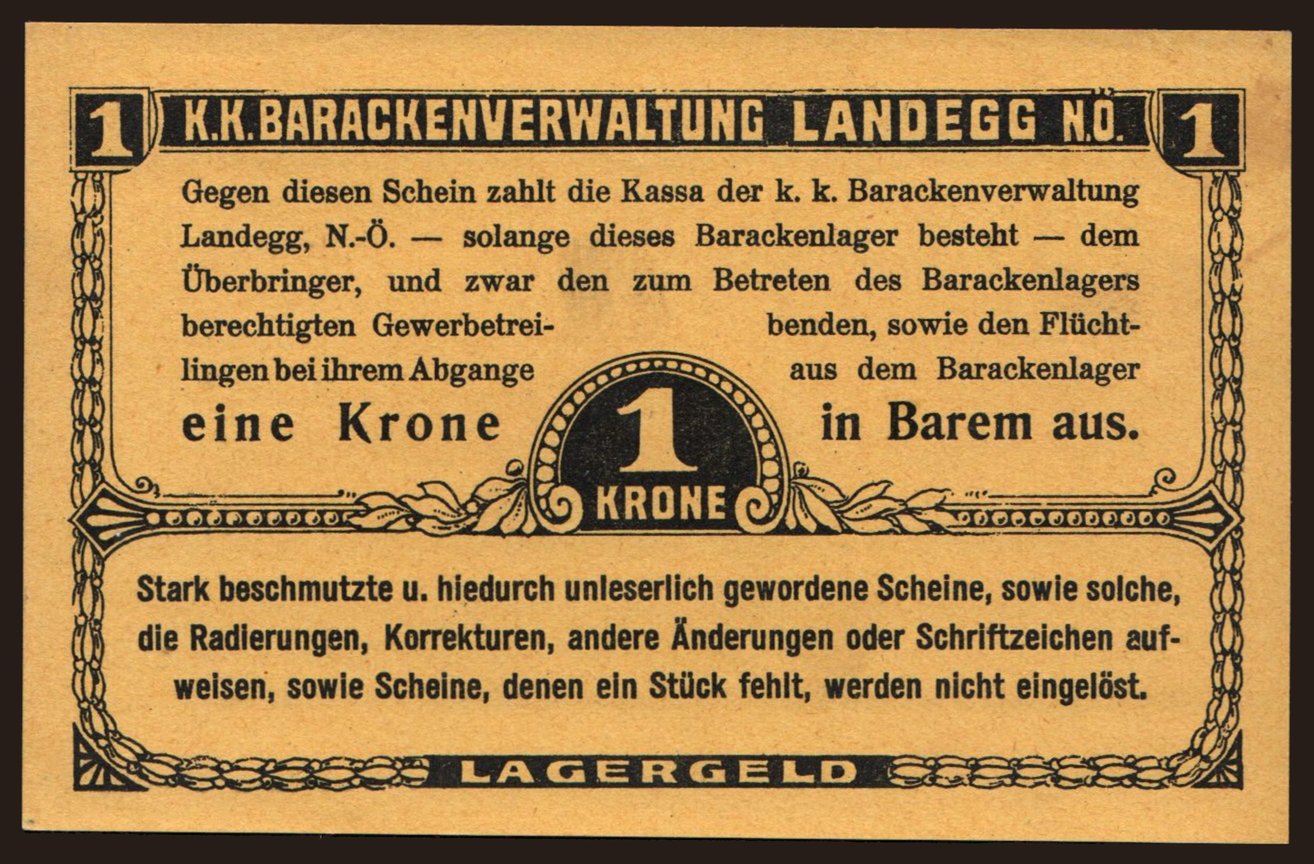 1 K.K. BARACKENVERWALTUNG LANDEGG N.Ö. 1
Gegen diesen Schein zahlt die Kassa der k. k. Barackenverwaltung
Landegg, N.-Ö. — solange dieses Barackenlager besteht — dem
Überbringer, und zwar den zum Betreten des Barackenlagers
berechtigten Gewerbetrei- benden, sowie den Flücht-
lingen bei ihrem Abgange aus dem Barackenlager
eine Krone in Barem aus.
1
KRONE
Stark beschmutzte u. hiedurch unleserlich gewordene Scheine, sowie solche,
die Radierungen, Korrekturen, andere Änderungen oder Schriftzeichen auf-
weisen, sowie Scheine, denen ein Stück fehlt, werden nicht eingelöst.
LAGERGELD